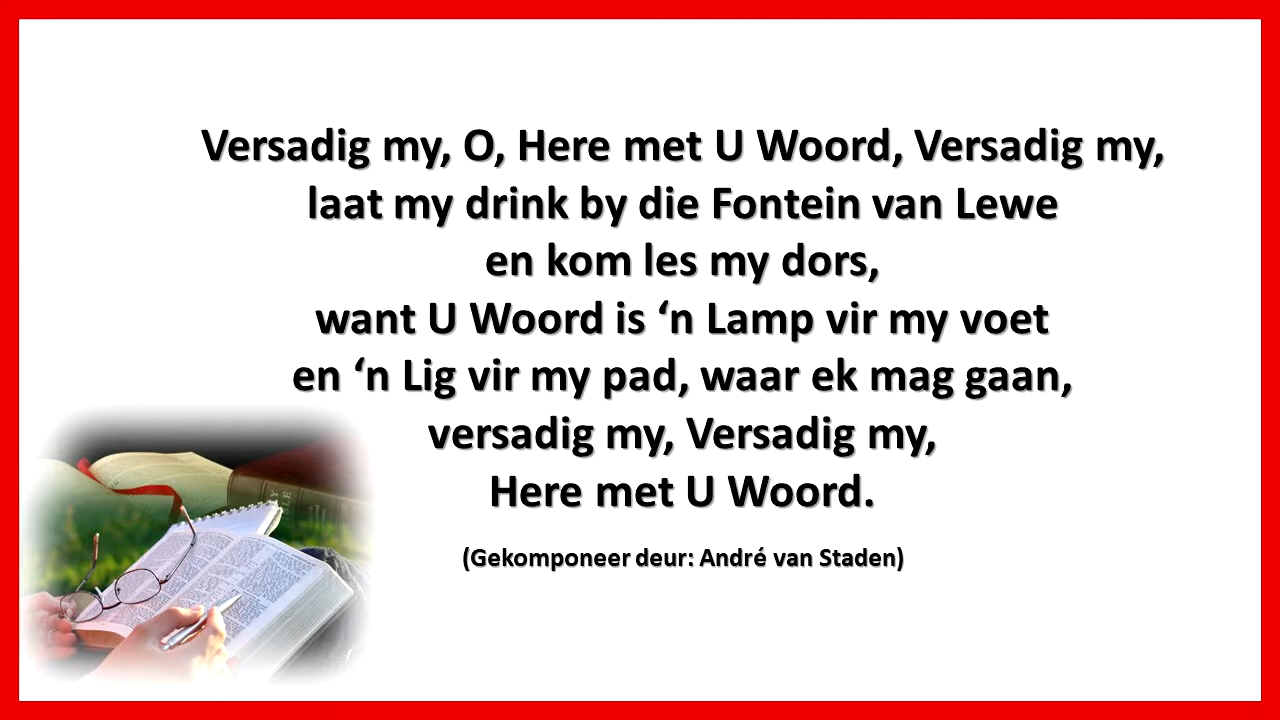 Versadig my, O, Here met U Woord, Versadig my,
laat my drink by die Fontein van Lewe
en kom les my dors,
want U Woord is ‘n Lamp vir my voet
en ‘n Lig vir my pad, waar ek mag gaan,
versadig my, Versadig my,
Here met U Woord.
(Gekomponeer deur: André van Staden)